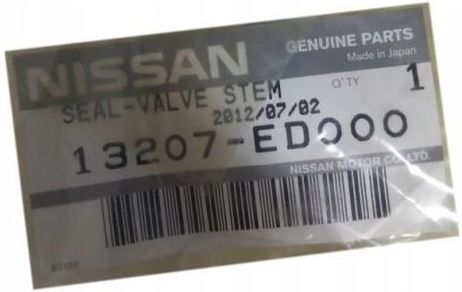 NISSAN GENUINE PARTS
Made in Japan
SEAL-VALVE STEM Q'TY 1
2012/07/02
13207-ED000
NISSAN MOTOR CO., LTD.